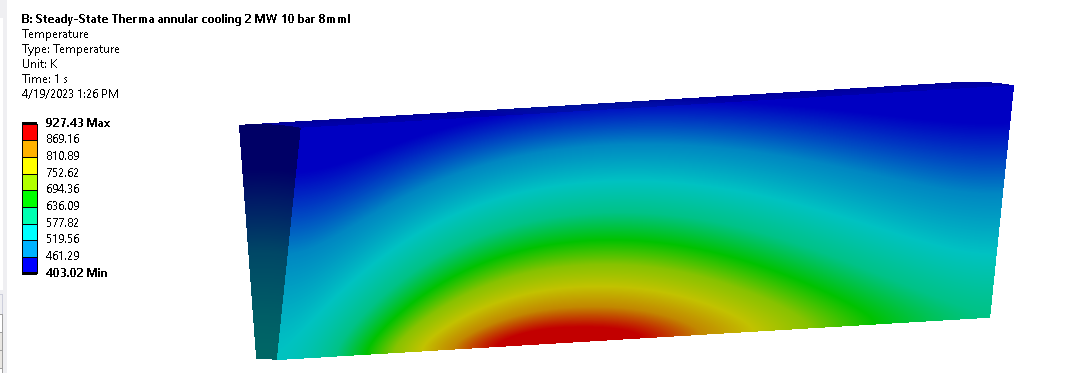 B: Steady-State Therma annular cooling 2 MW 10 bar 8mml
Temperature
Type: Temperature
Unit: K
Time: 1 s
4/19/2023 1:26 PM
927.43 Max
869.16
810.89
752.62
694.36
636.09
577.82
519.56
461.29
403.02 Min